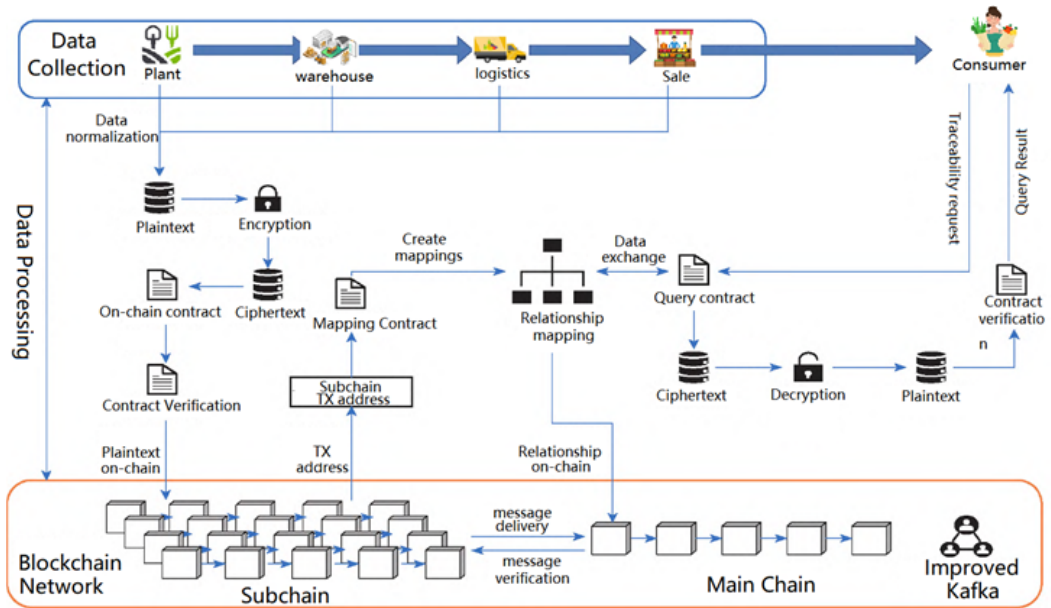 Data
Collection
Plant
warehouse
logistics
Sale
Consumer
Data
normalization
Data Processing
Plaintext
Encryption
Ciphertext
On-chain contract
Contract Verification
Plaintext
on-chain
Mapping Contract
Create
mappings
Subchain
TX address
TX
address
Relationship
mapping
Data
exchange
Query contract
Traceability request
Query Result
Ciphertext
Decryption
Plaintext
Contract
verificatio
n
Relationship
on-chain
message
delivery
message
verification
Blockchain
Network
Subchain
Main Chain
Improved
Kafka